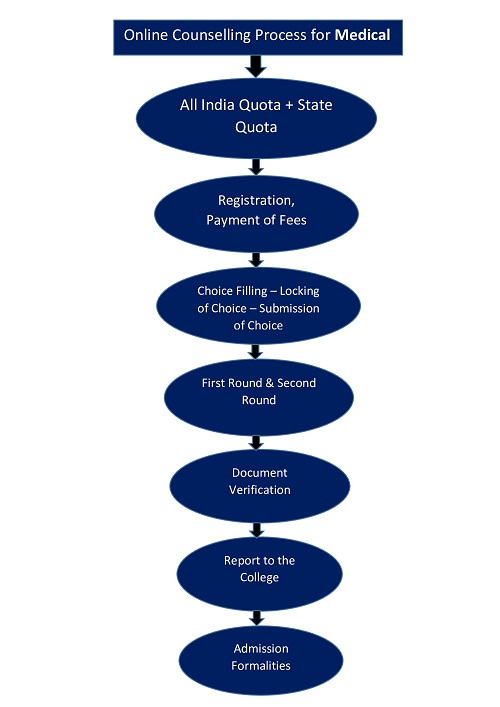 Online Counselling Process for Medical
All India Quota + State
Quota
Registration,
Payment of Fees
Choice Filling – Locking
of Choice – Submission
of Choice
First Round & Second
Round
Document
Verification
Report to the
College
Admission
Formalities